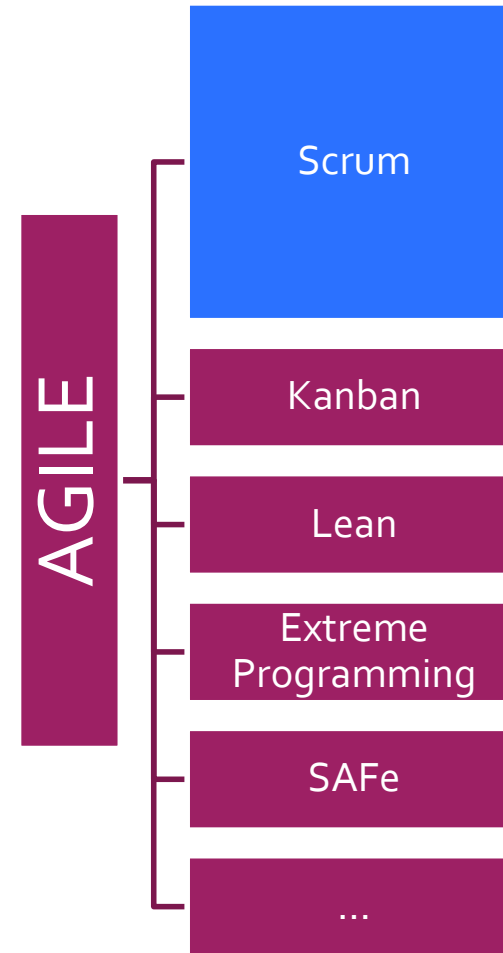 AGILE
Scrum
Kanban
Lean
Extreme
Programming
SAFe
...